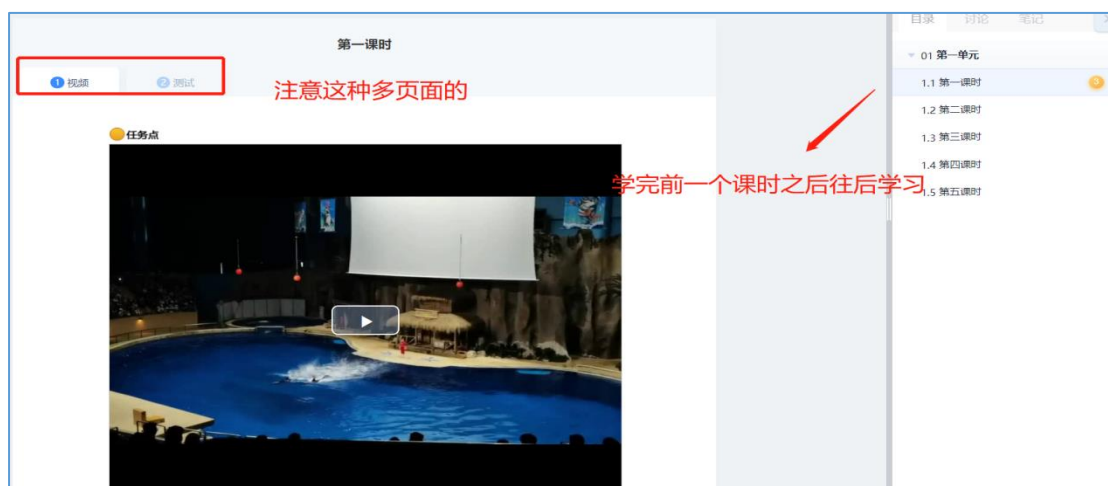 目录 讨论 笔记
第一课时
01 第一单元
1 视频 2 测试
注意这种多页面的
1.1 第一课时 3
1.2 第二课时
任务点
1.3 第三课时
1.4 第四课时
学完前一个课时之后往后学习
1.5 第五课时